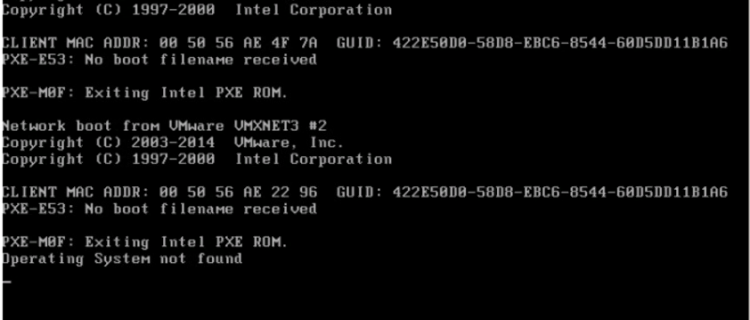 Copyright (C) 1997-2000  Intel Corporation
CLIENT MAC ADDR: 00 50 56 AE 4F 7A  GUID: 422E50D0-58D8-EBC6-8544-60D5DD11B1A6
PXE-E53: No boot filename received
PXE-M0F: Exiting Intel PXE ROM.
Network boot from VMware VMXNET3 #2
Copyright (C) 2003-2014  VMware, Inc.
Copyright (C) 1997-2000  Intel Corporation
CLIENT MAC ADDR: 00 50 56 AE 22 96  GUID: 422E50D0-58D8-EBC6-8544-60D5DD11B1A6
PXE-E53: No boot filename received
PXE-M0F: Exiting Intel PXE ROM.
Operating System not found